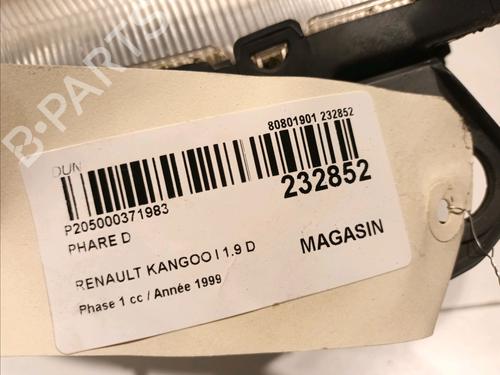 B-PARTS
DUN
80801901 232852
P205000371983
232852
PHARE D
RENAULT KANGOO I 1.9 D
MAGASIN
Phase 1 cc / Année 1999